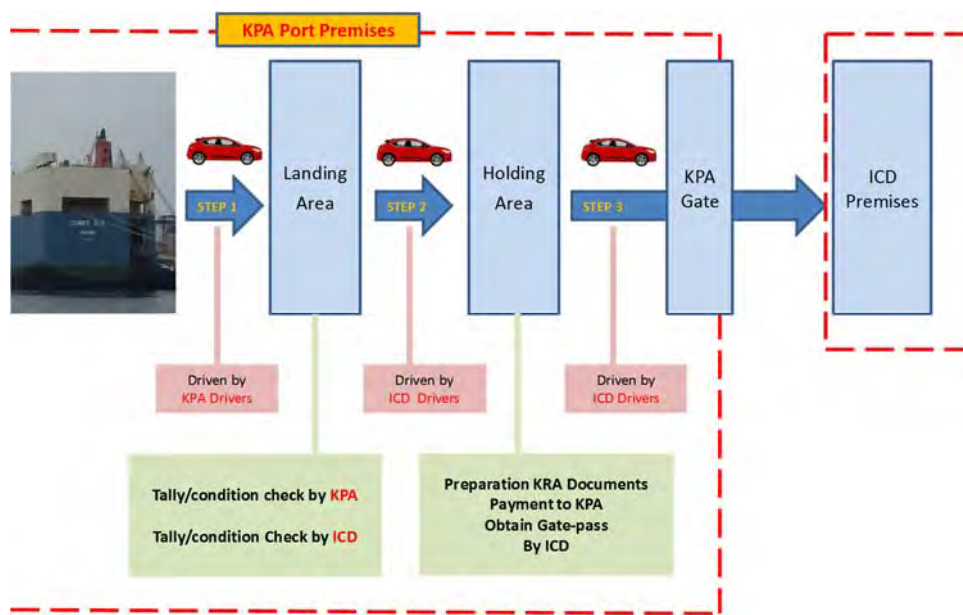 KPA Port Premises
Landing
Area
Holding
Area
KPA
Gate
ICD
Premises
STEP 1
STEP 2
STEP 3
Driven by
KPA Drivers
Driven by
ICD Drivers
Driven by
ICD Drivers
Tally/condition check by KPA
Tally/condition Check by ICD
Preparation KRA Documents
Payment to KPA
Obtain Gate-pass
By ICD